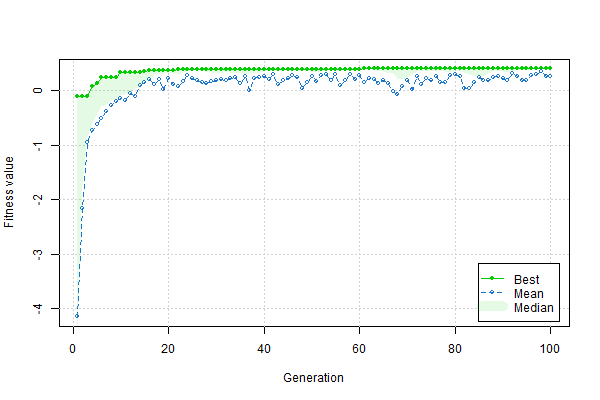 Fitness value
0
-1
-2
-3
-4
Best
Mean
Median
0 20 40 60 80 100
Generation